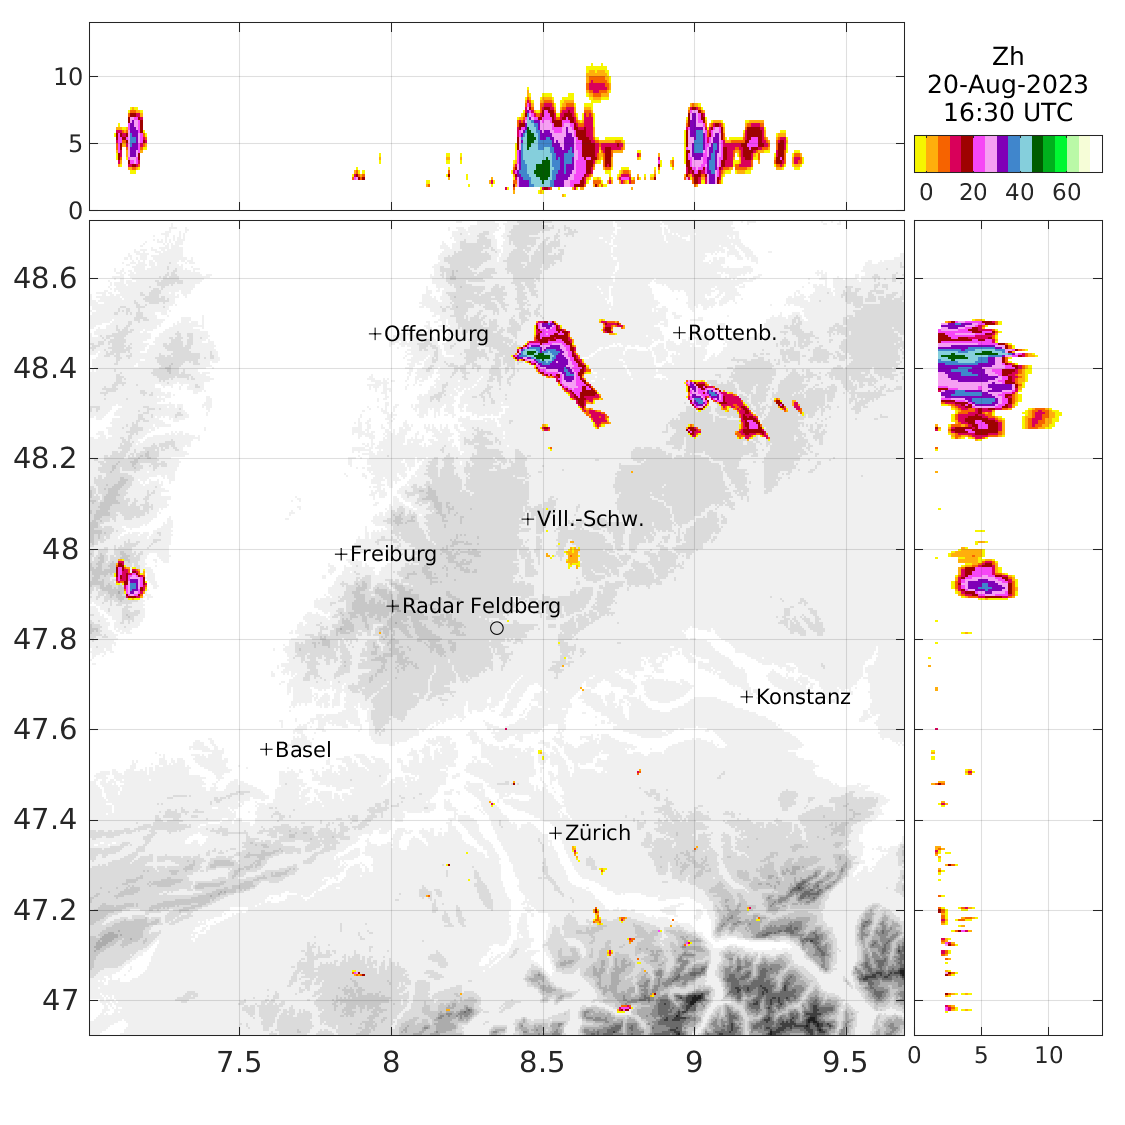 10
5
0
Zh
20-Aug-2023
16:30 UTC
0 20 40 60
48.6
48.4
48.2
48
47.8
47.6
47.4
47.2
47
+Offenburg
+Rottenb.
+Vill.-Schw.
+Freiburg
+Radar Feldberg
+Konstanz
+Basel
+Zürich
7.5 8 8.5 9 9.5
0 5 10